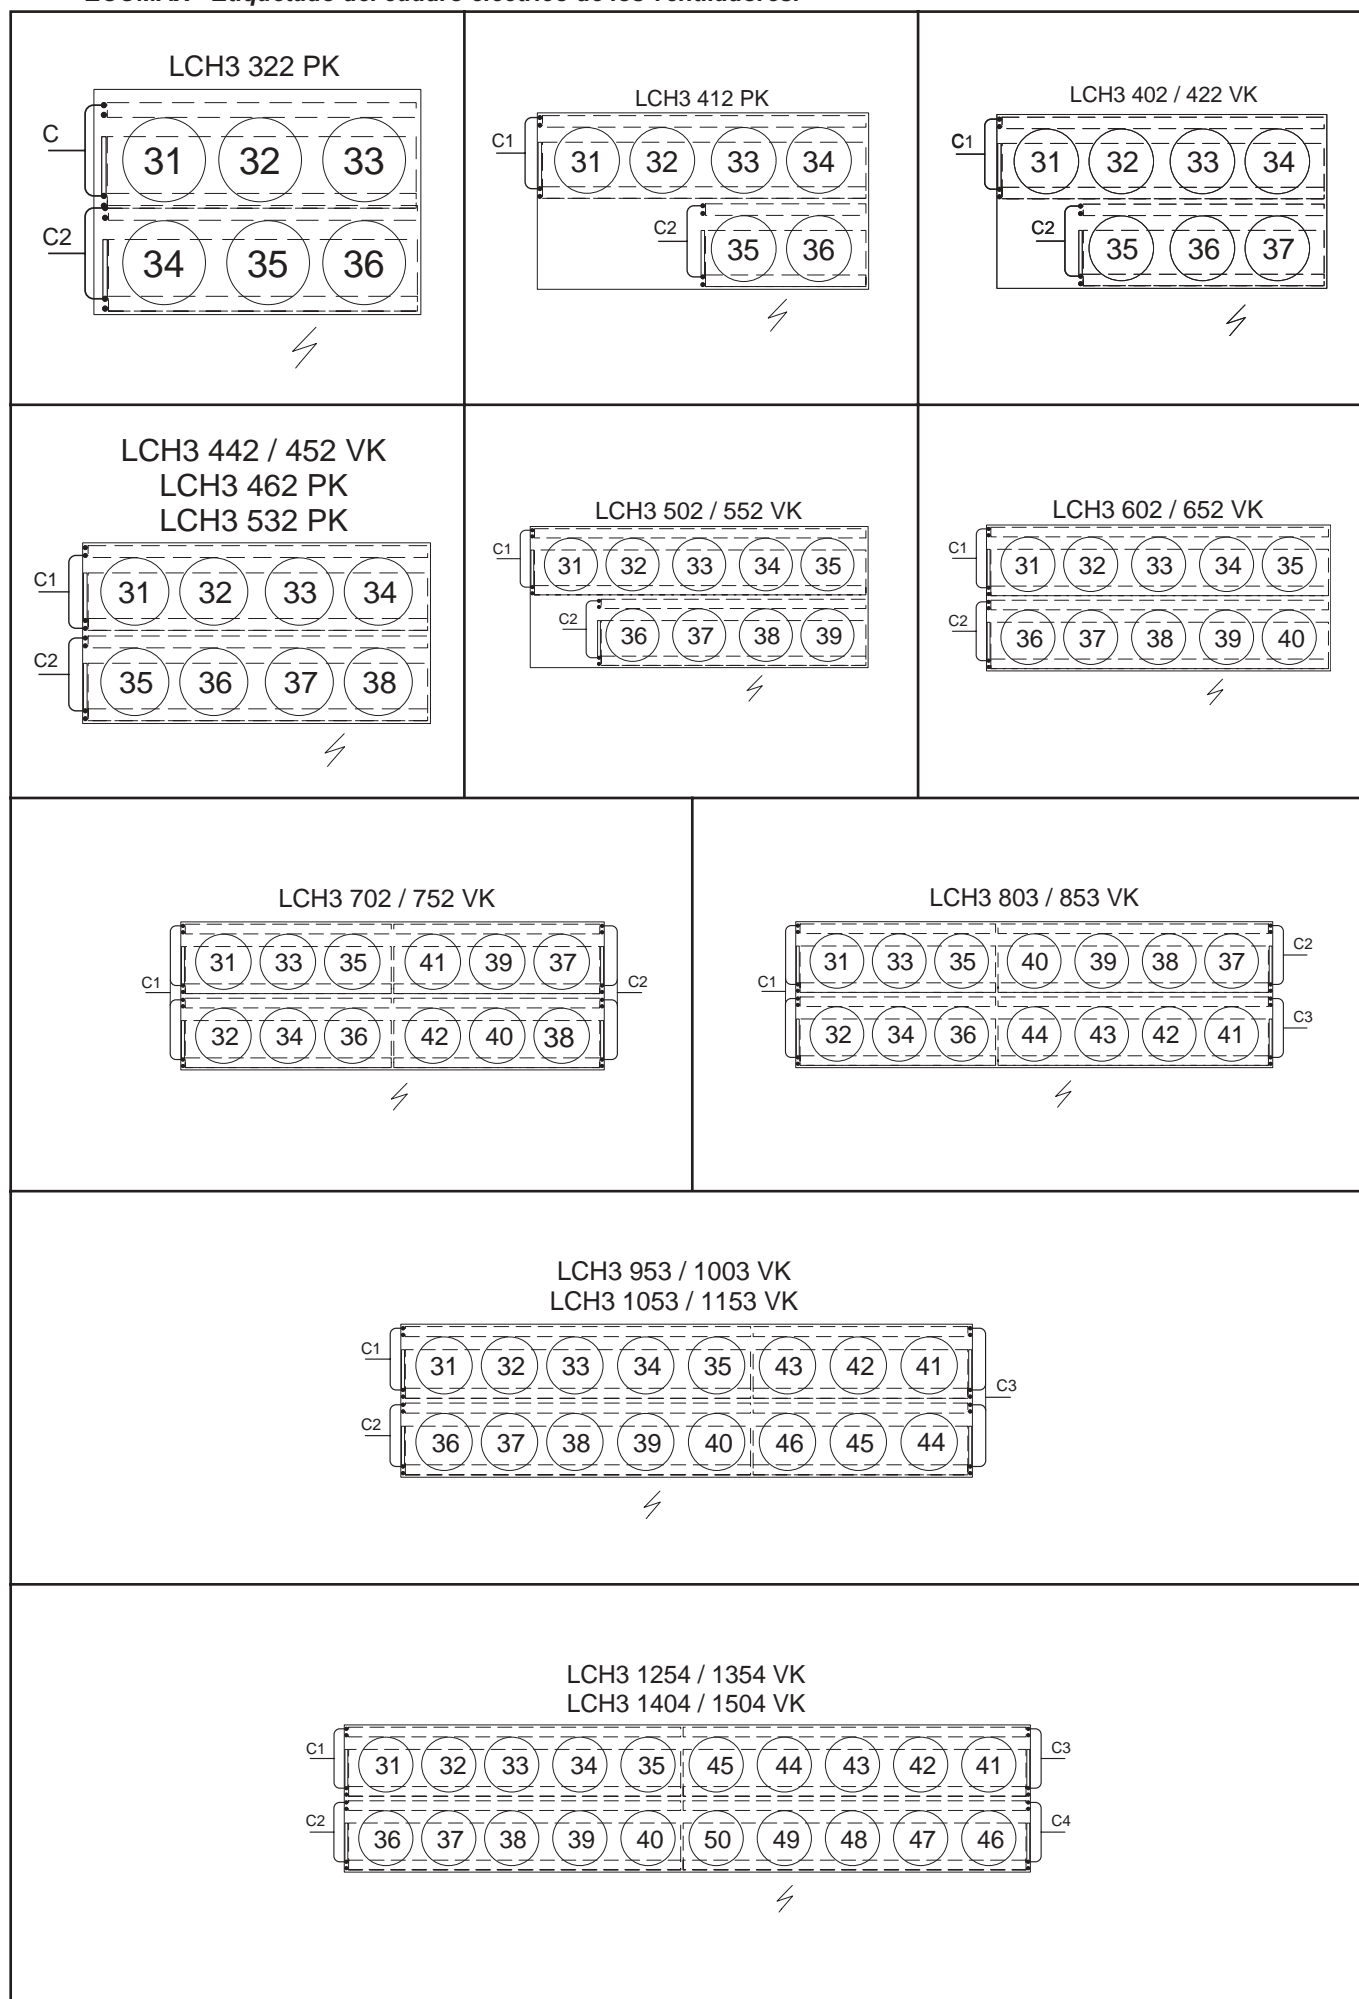 LCH3 322 PK
C 31 32 33
C2 34 35 36
LCH3 412 PK
C1 31 32 33 34
C2 35 36
LCH3 402 / 422 VK
C1 31 32 33 34
C2 35 36 37
LCH3 442 / 452 VK
LCH3 462 PK
LCH3 532 PK
C1 31 32 33 34
C2 35 36 37 38
LCH3 502 / 552 VK
C1 31 32 33 34 35
C2 36 37 38 39
LCH3 602 / 652 VK
C1 31 32 33 34 35
C2 36 37 38 39 40
LCH3 702 / 752 VK
31 33 35 41 39 37
C1 C2
32 34 36 42 40 38
LCH3 803 / 853 VK
31 33 35 40 39 38 37 C2
C1
32 34 36 44 43 42 41 C3
LCH3 953 / 1003 VK
LCH3 1053 / 1153 VK
C1 31 32 33 34 35 43 42 41
C3
C2 36 37 38 39 40 46 45 44
LCH3 1254 / 1354 VK
LCH3 1404 / 1504 VK
C1 31 32 33 34 35 45 44 43 42 41 C3
C2 36 37 38 39 40 50 49 48 47 46 C4